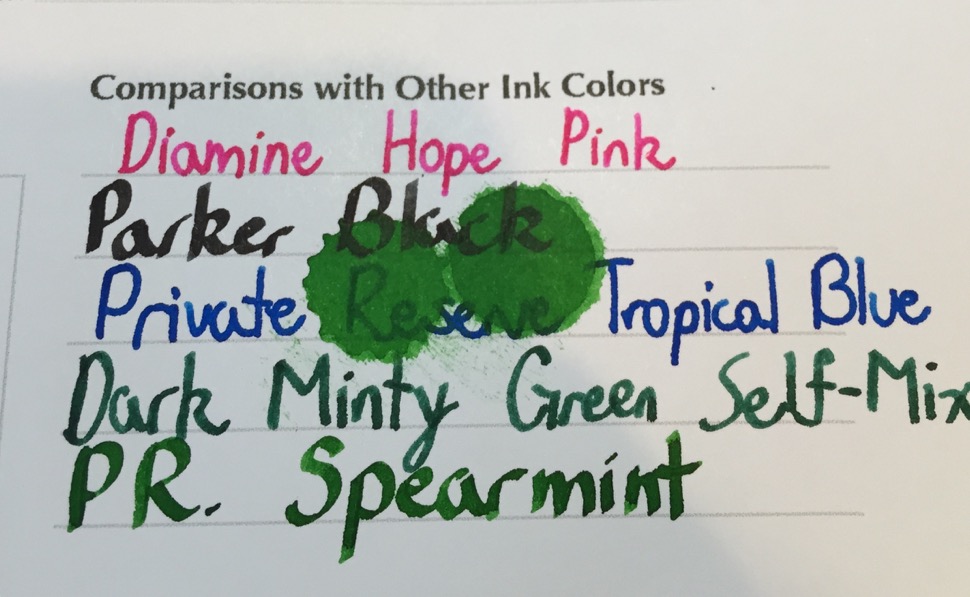 Comparisons with Other Ink Colors
Diamine Hope Pink
Parker Black
Private Reserve Tropical Blue
Dark Minty Green Self-Mix
PR. Spearmint